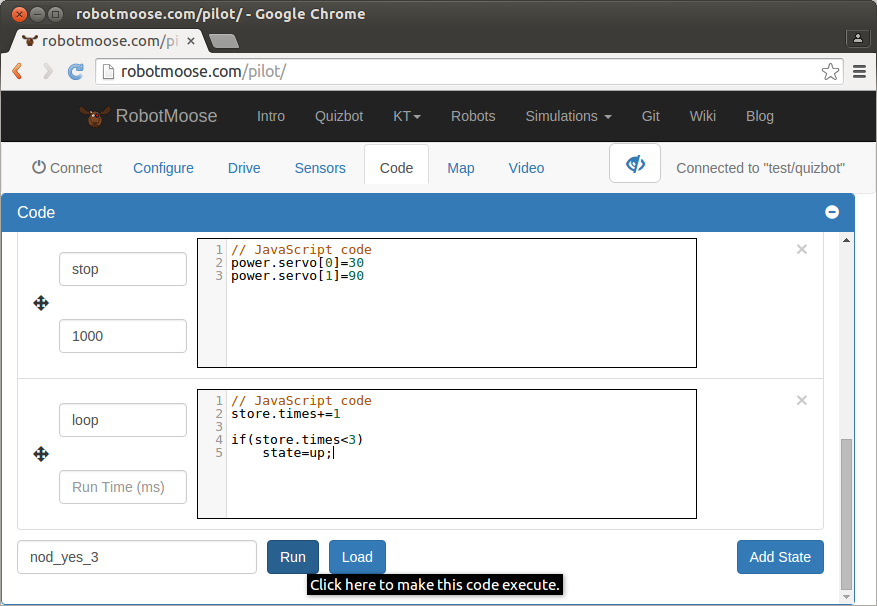 robotmoose.com/pilot/ - Google Chrome
robotmoose.com/pi
robotmoose.com/pilot/
RobotMoose Intro Quizbot KT Robots Simulations Git Wiki Blog
Connect Configure Drive Sensors Code Map Video Connected to "test/quizbot"
Code
stop
1000
1 // JavaScript code
2 power.servo[0]=30
3 power.servo[1]=90
loop
Run Time (ms)
1 // JavaScript code
2 store.times+=1
3
4 if(store.times<3)
5 state=up;
nod_yes_3 Run Load Add State
Click here to make this code execute.